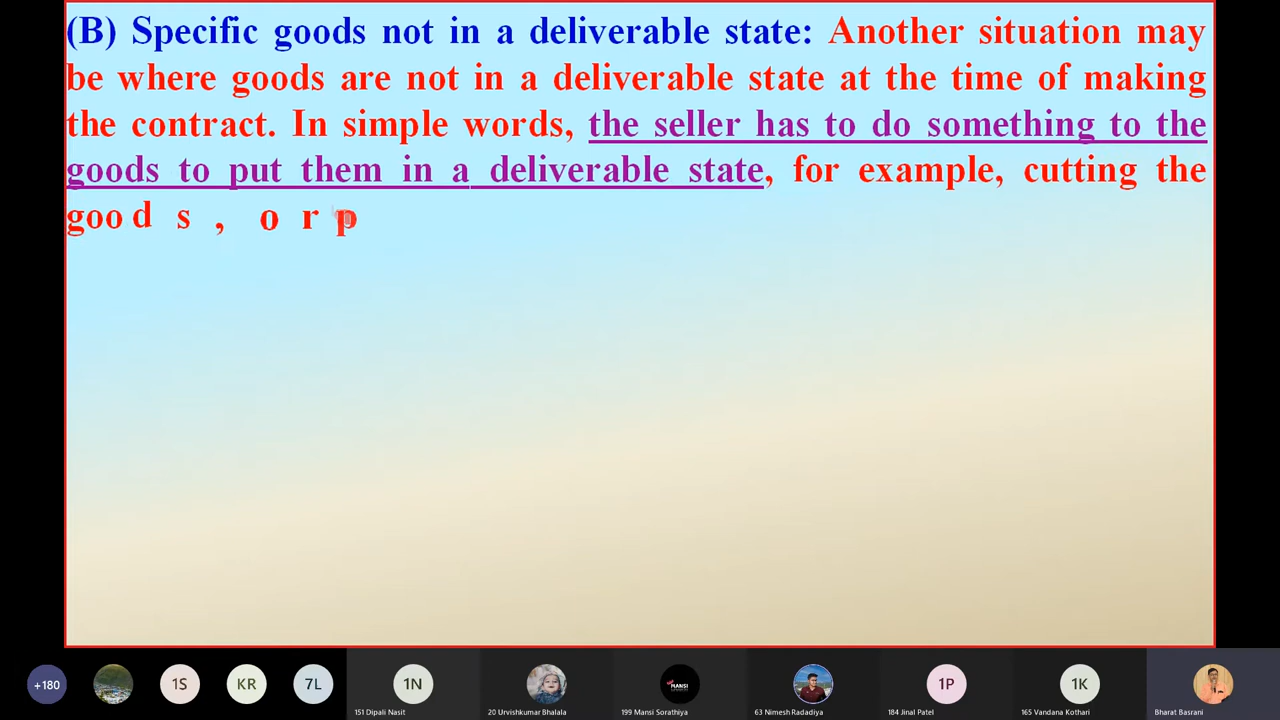 (B) Specific goods not in a deliverable state: Another situation may
be where goods are not in a deliverable state at the time of making
the contract. In simple words, the seller has to do something to the
goods to put them in a deliverable state, for example, cutting the
goods, or p
+180
1S
KR
7L
1N
MANSI
1P
1K
151 Dipali Nasit
20 Urvishkumar Bhalala
199 Mansi Sorathiya
63 Nimesh Radadiya
184 Jinal Patel
165 Vandana Kothari
Bharat Basrani